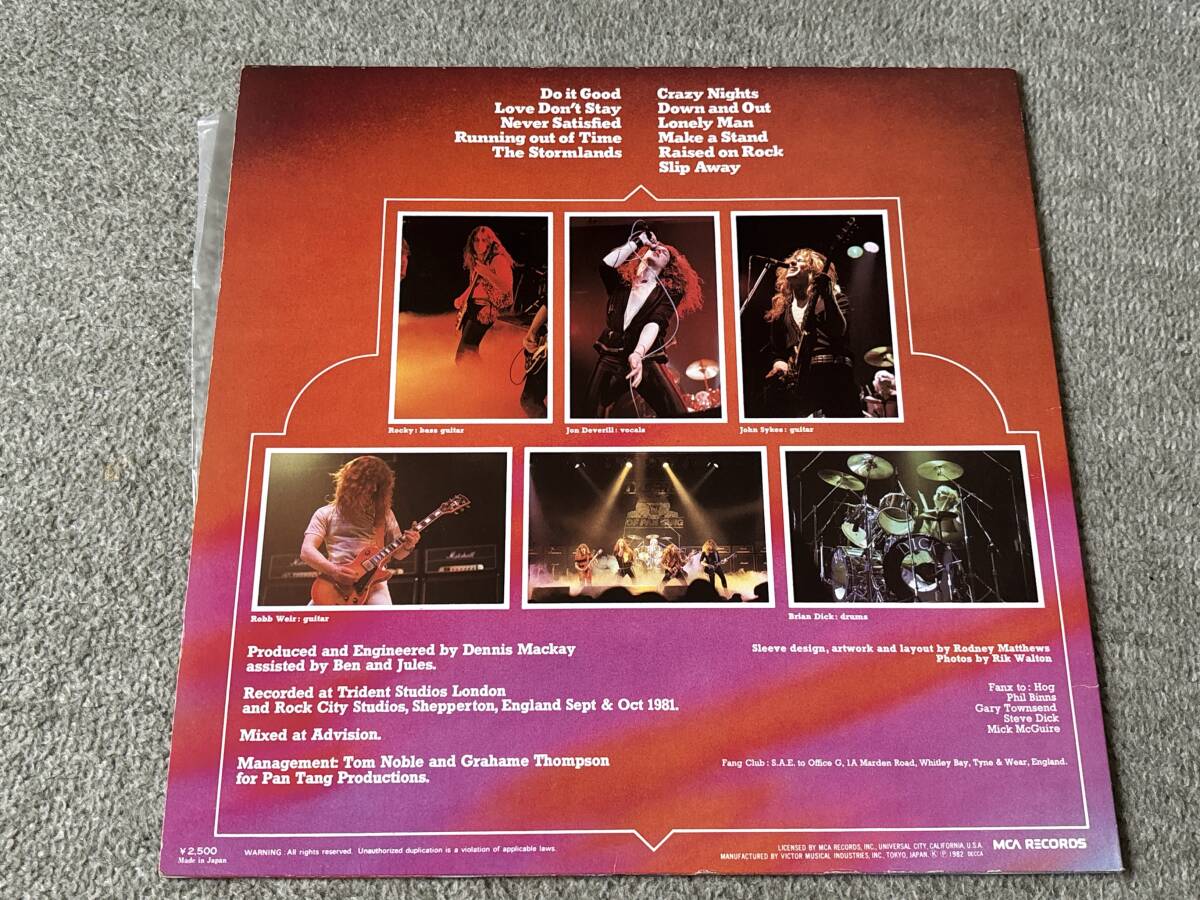 Do it Good
Love Don't Stay
Never Satisfied
Running out of Time
The Stormlands
Crazy Nights
Down and Out
Lonely Man
Make a Stand
Raised on Rock
Slip Away
Rocky: bass guitar
Jon Deverill: vocals
John Sykes: guitar
Marshall
OF PAN TANG
Robb Weir: guitar
Brian Dick: drums
Produced and Engineered by Dennis Mackay
assisted by Ben and Jules.
Recorded at Trident Studios London
and Rock City Studios, Shepperton, England Sept & Oct 1981.
Mixed at Advision.
Management: Tom Noble and Grahame Thompson
for Pan Tang Productions.
Sleeve design, artwork and layout by Rodney Matthews
Photos by Rik Walton
Fanx to: Hog
Phil Binns
Gary Townsend
Steve Dick
Mick McGuire
Fang Club: S.A.E. to Office G, 1A Marden Road, Whitley Bay, Tyne & Wear, England.
¥2,500
Made in Japan
WARNING: All rights reserved. Unauthorized duplication is a violation of applicable laws.
LICENSED BY MCA RECORDS, INC., UNIVERSAL CITY, CALIFORNIA, U.S.A.
MANUFACTURED BY VICTOR MUSICAL INDUSTRIES, INC., TOKYO, JAPAN. Ⓚ Ⓟ 1982 DECCA
MCA RECORDS